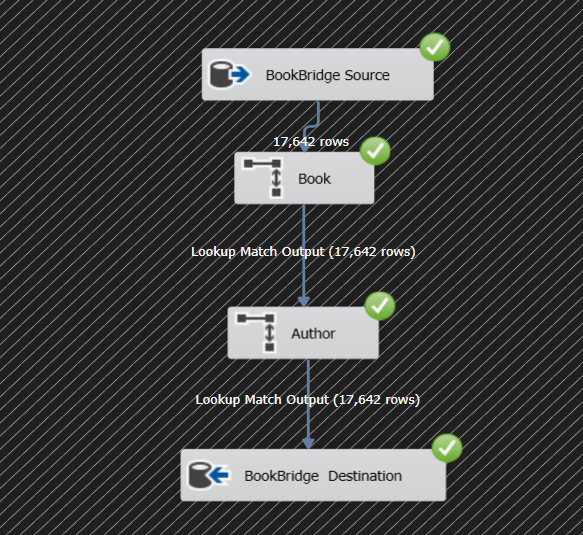 BookBridge Source
17,642 rows
Book
Lookup Match Output (17,642 rows)
Author
Lookup Match Output (17,642 rows)
BookBridge  Destination